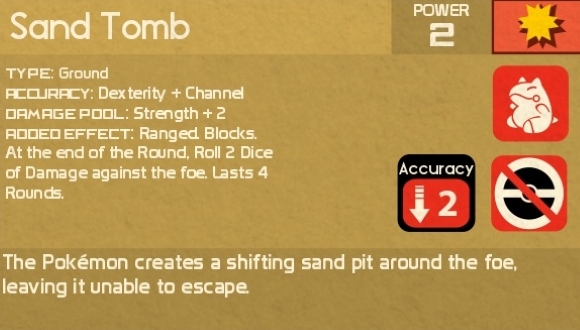 Sand Tomb
POWER
2
TYPE: Ground
ACCURACY: Dexterity + Channel
DAMAGE POOL: Strength + 2
ADDED EFFECT: Ranged. Blocks.
At the end of the Round, Roll 2 Dice
of Damage against the foe. Lasts 4
Rounds.
Accuracy
2
The Pokémon creates a shifting sand pit around the foe,
leaving it unable to escape.